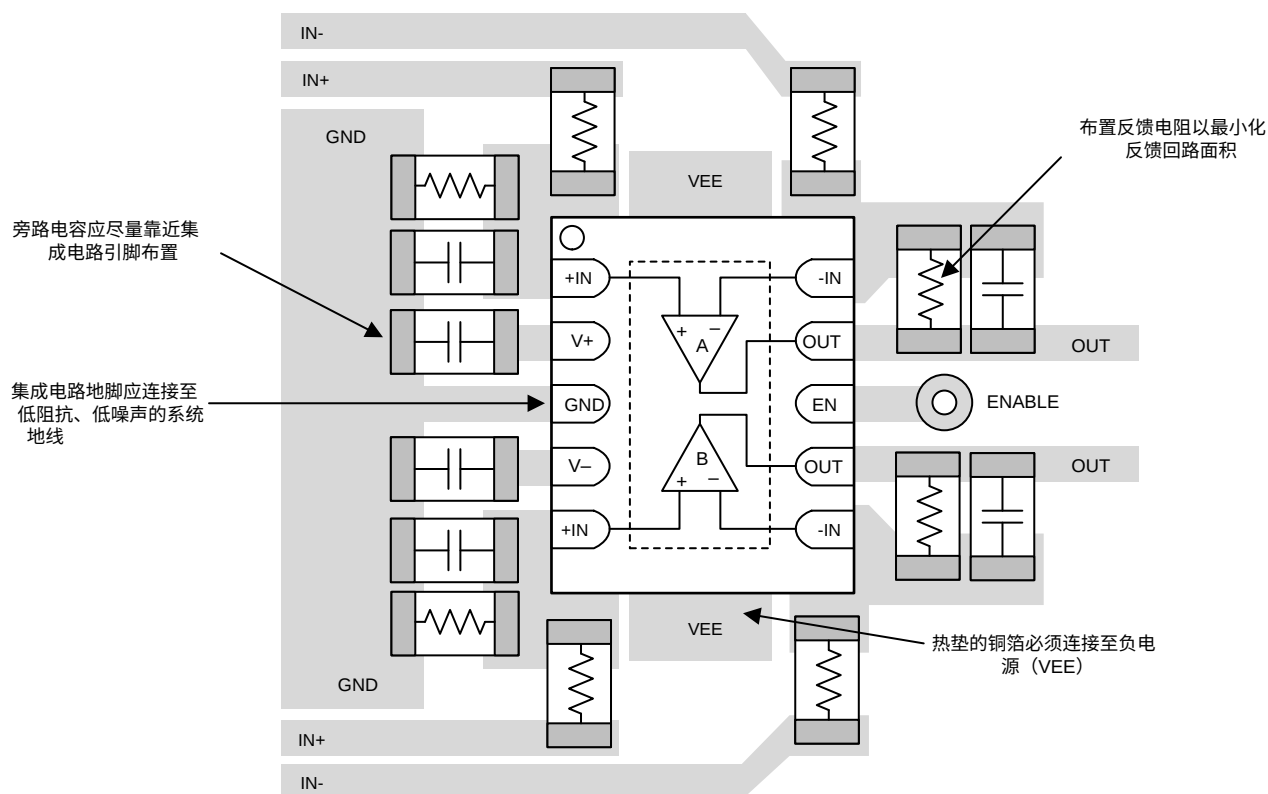 IN-
IN+
GND
VEE
布置反馈电阻以最小化
反馈回路面积
旁路电容应尽量靠近集
成电路引脚布置
+IN
-IN
V+
+
–
A
OUT
OUT
集成电路地脚应连接至
低阻抗、低噪声的系统
地线
GND
EN
ENABLE
V–
B
+
–
OUT
OUT
+IN
-IN
VEE
热垫的铜箔必须连接至负电
源（VEE）
GND
IN+
IN-